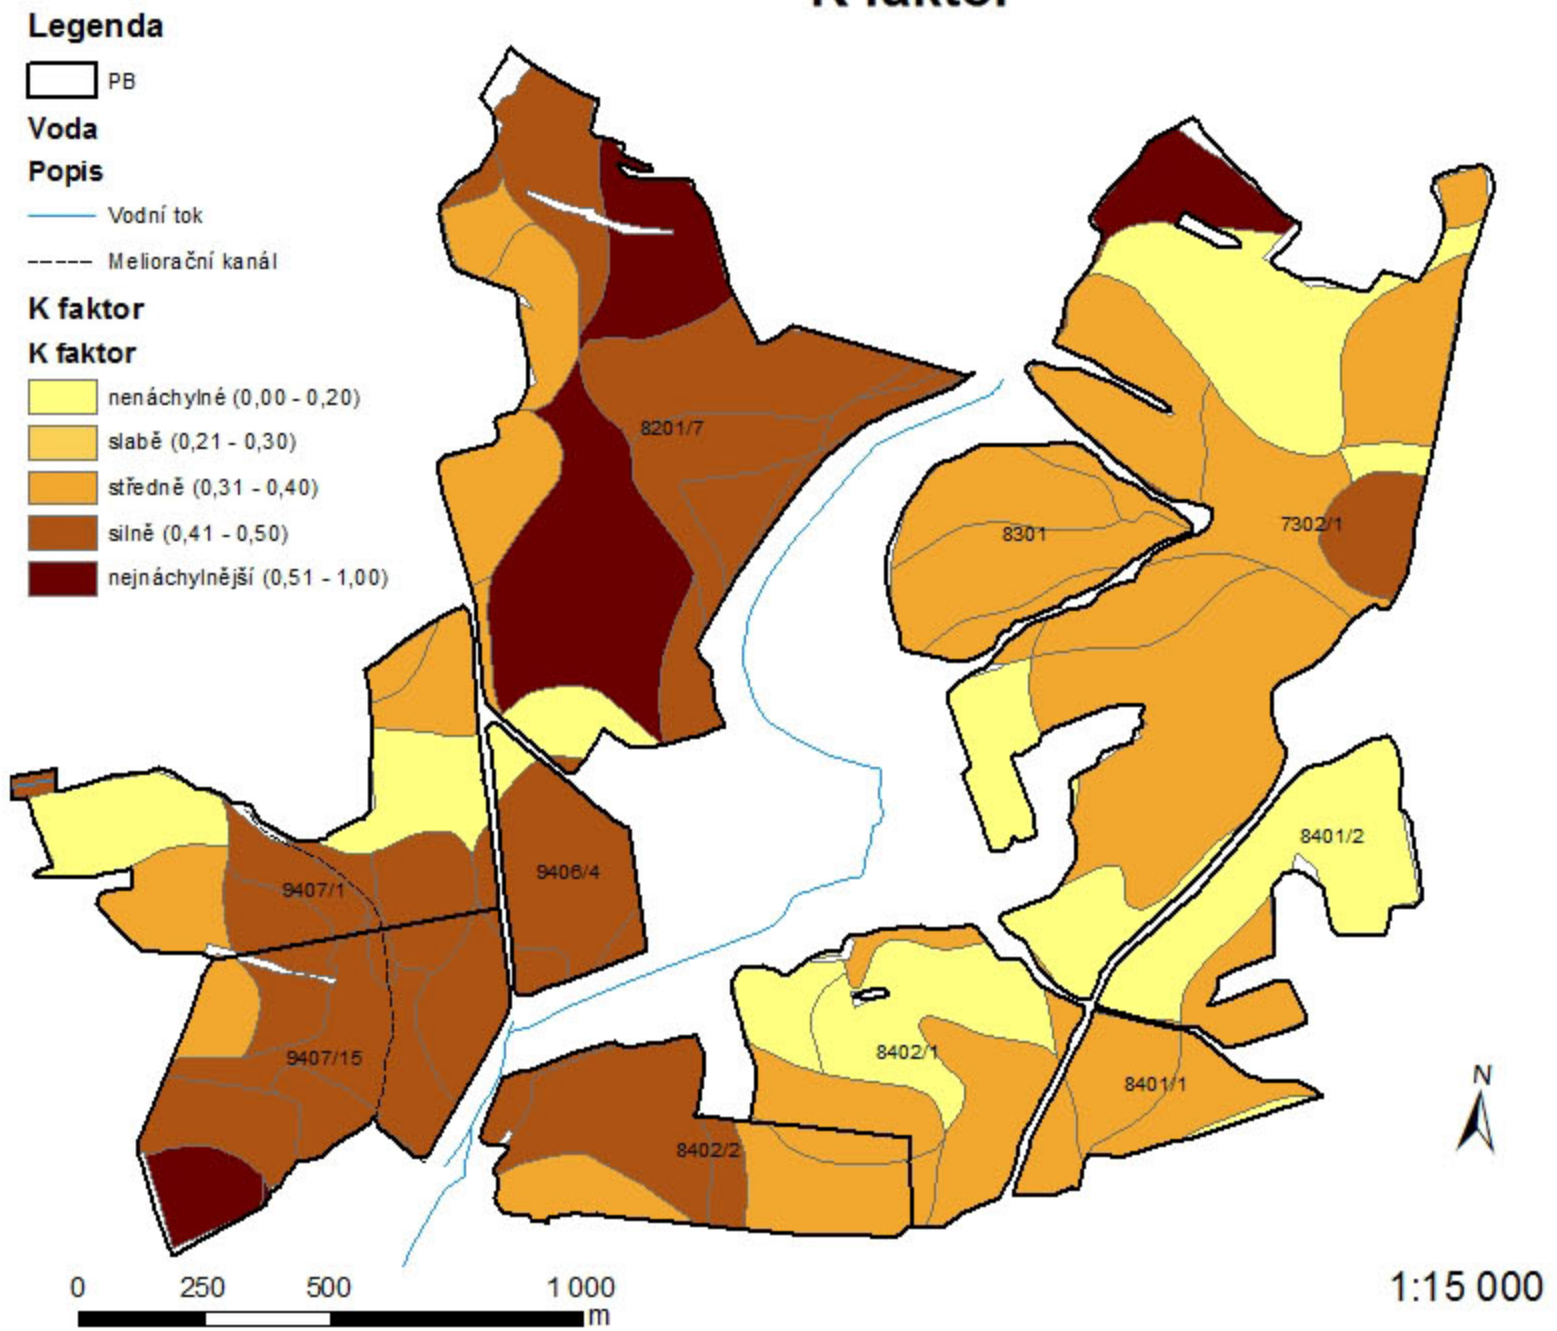 K faktor
Legenda
PB
Voda
Popis
Vodní tok
Meliorační kanál
K faktor
K faktor
nenáchylné (0,00 - 0,20)
slabě (0,21 - 0,30)
středně (0,31 - 0,40)
silně (0,41 - 0,50)
nejnáchylnější (0,51 - 1,00)
8201/7
8301
7302/1
8401/2
9406/4
9407/1
9407/15
8402/1
8401/1
8402/2
N
0 250 500 1 000
m
1:15 000